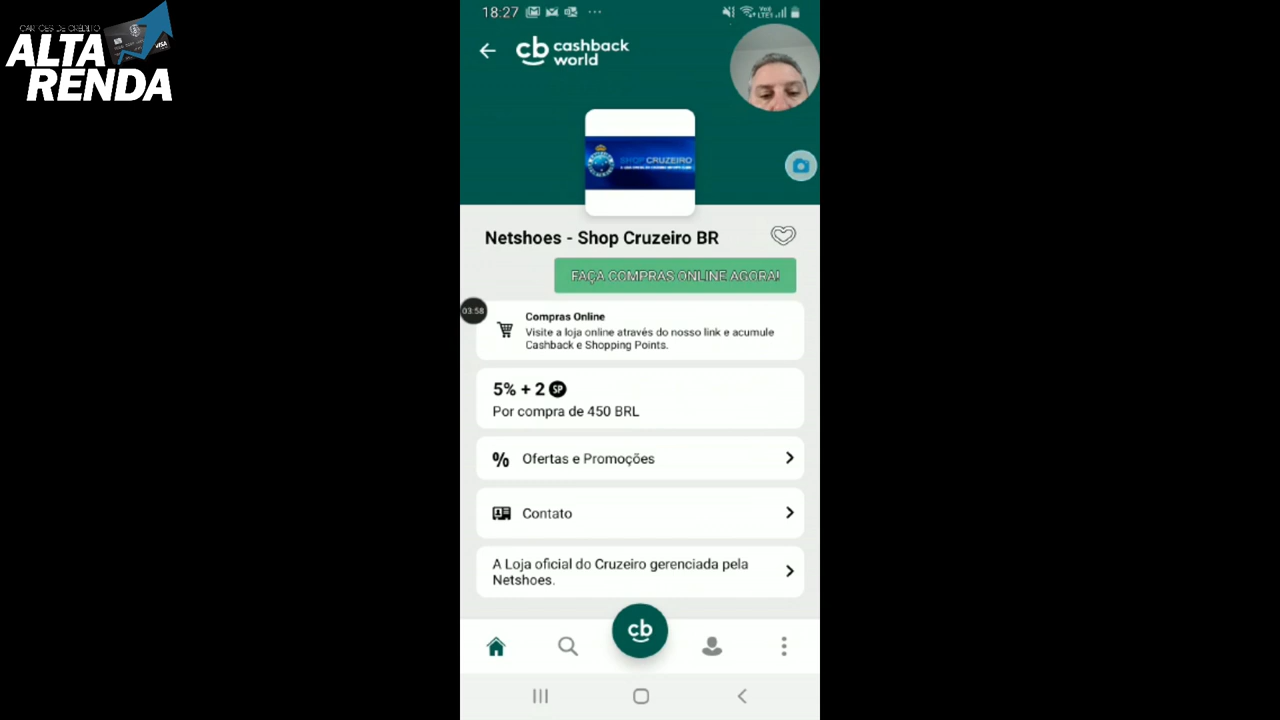 CARTÕES DE CRÉDITO
ALTA
RENDA
VISA
18:27
cb cashback
world
SHOP CRUZEIRO
Netshoes - Shop Cruzeiro BR
FAÇA COMPRAS ONLINE AGORA!
03:58
Compras Online
Visite a loja online através do nosso link e acumule
Cashback e Shopping Points.
5% + 2 SP
Por compra de 450 BRL
% Ofertas e Promoções
Contato
A Loja oficial do Cruzeiro gerenciada pela
Netshoes.
cb